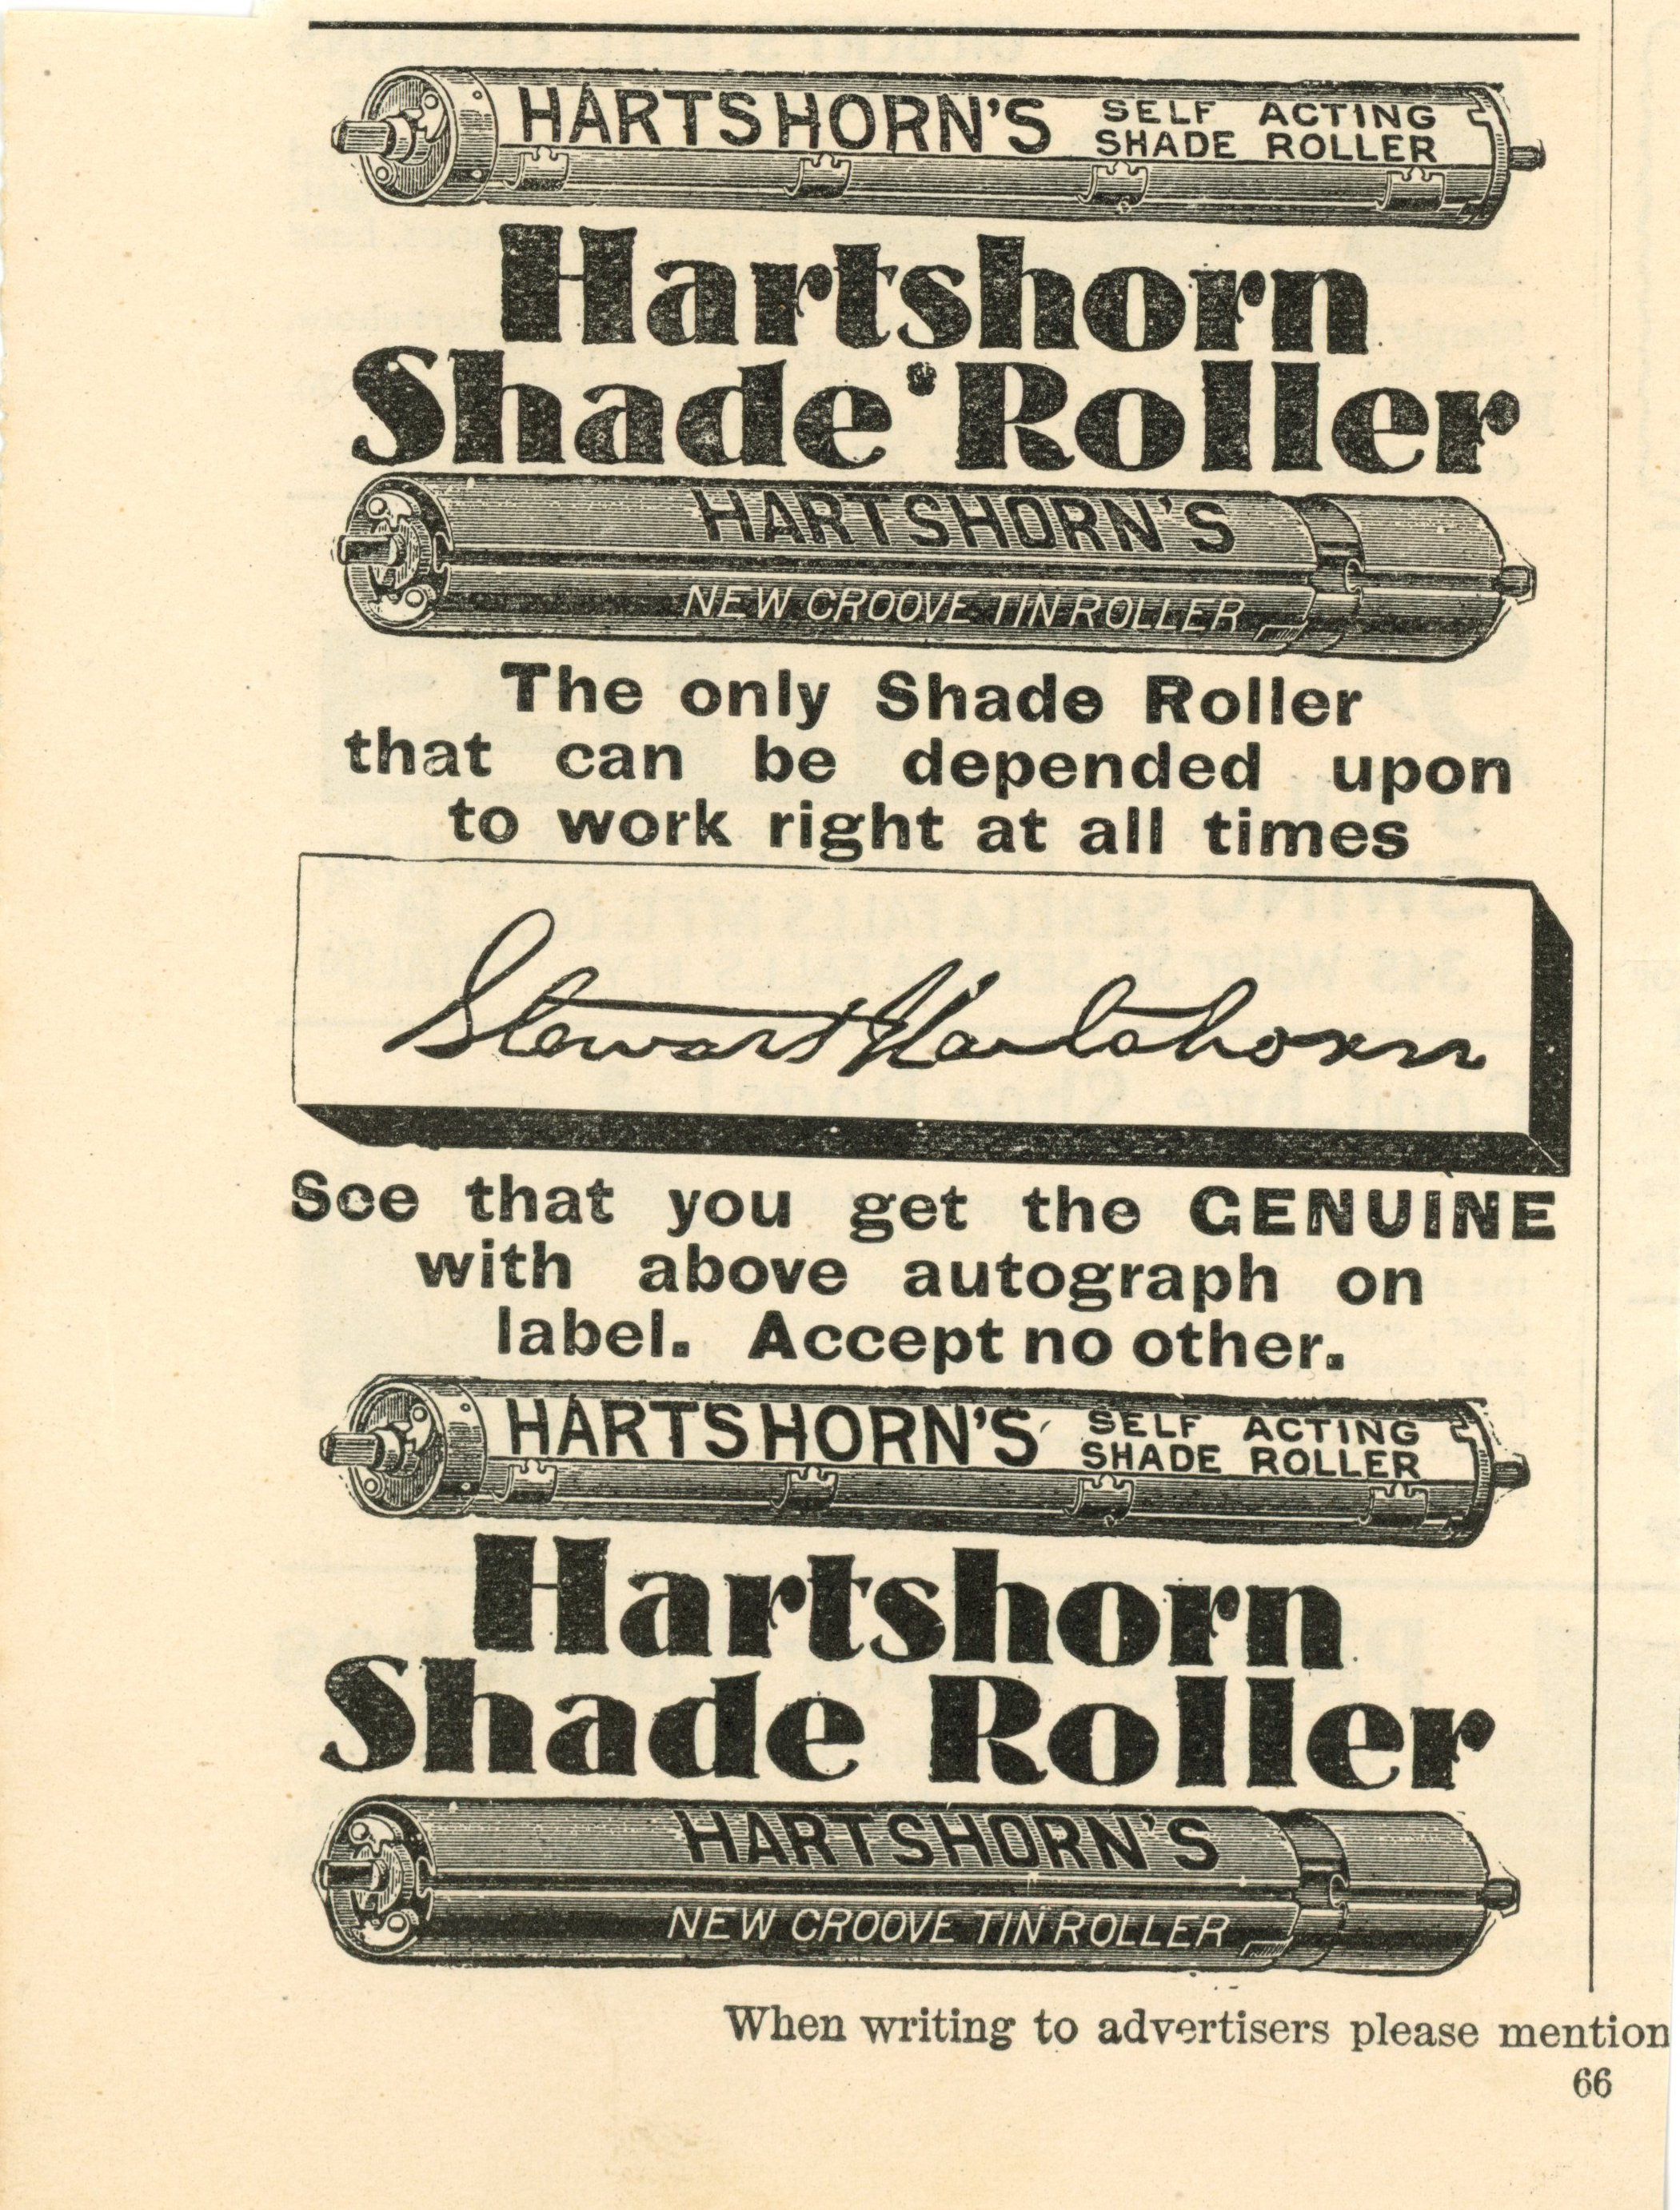 HARTSHORN'S SELF ACTING
SHADE ROLLER
Hartshorn
Shade Roller
HARTSHORN'S
NEW GROOVE TIN ROLLER
The only Shade Roller
that can be depended upon
to work right at all times
Stewart Hartshorn
See that you get the GENUINE
with above autograph on
label. Accept no other.
HARTSHORN'S SELF ACTING
SHADE ROLLER
Hartshorn
Shade Roller
HARTSHORN'S
NEW GROOVE TIN ROLLER
When writing to advertisers please mention
66